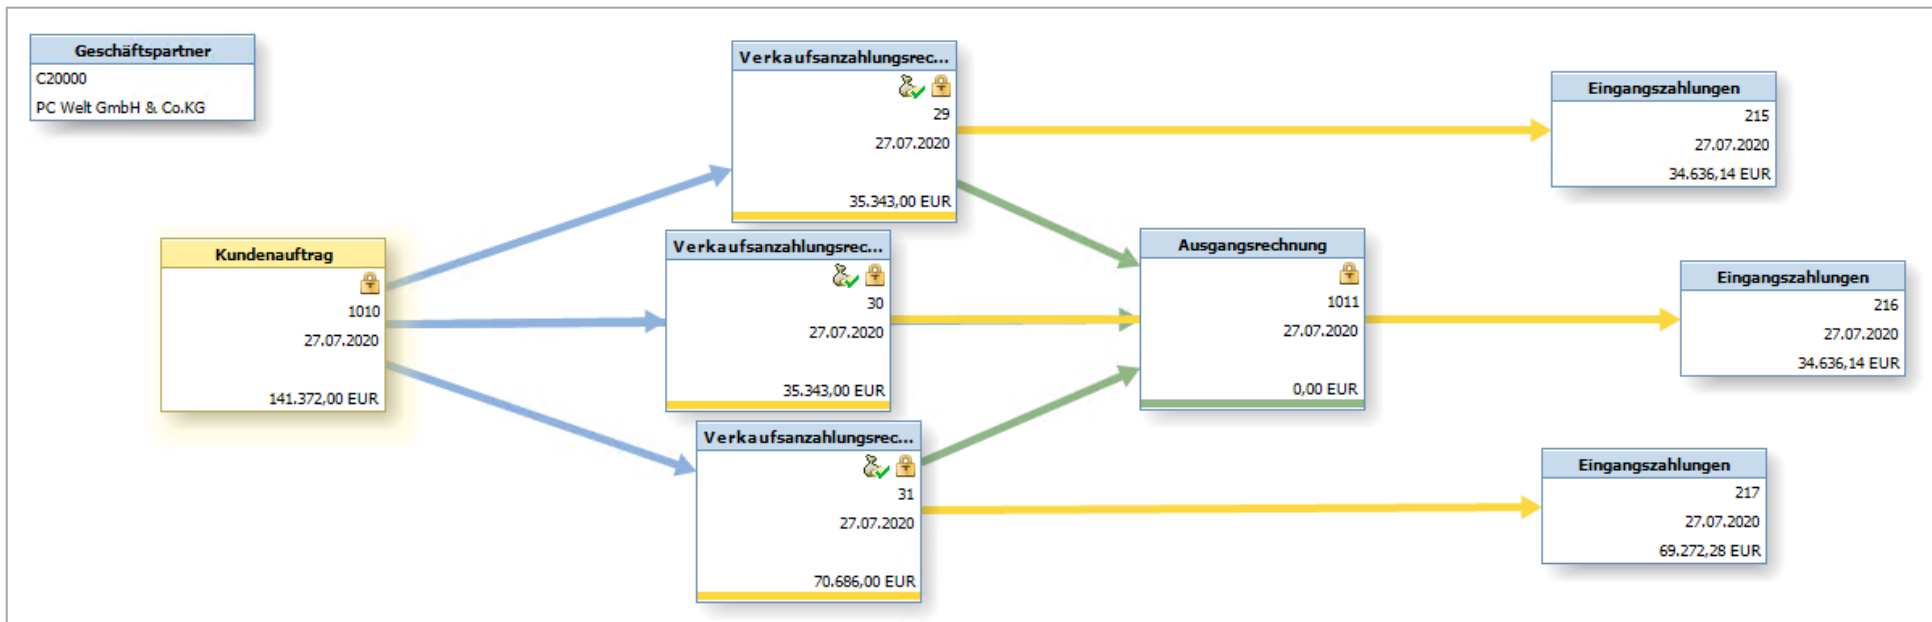 Geschäftspartner
C20000
PC Welt GmbH & Co.KG
Kundenauftrag
1010
27.07.2020
141.372,00 EUR
Verkaufsanzahlungsrec...
29
27.07.2020
35.343,00 EUR
Verkaufsanzahlungsrec...
30
27.07.2020
35.343,00 EUR
Verkaufsanzahlungsrec...
31
27.07.2020
70.686,00 EUR
Ausgangsrechnung
1011
27.07.2020
0,00 EUR
Eingangszahlungen
215
27.07.2020
34.636,14 EUR
Eingangszahlungen
216
27.07.2020
34.636,14 EUR
Eingangszahlungen
217
27.07.2020
69.272,28 EUR